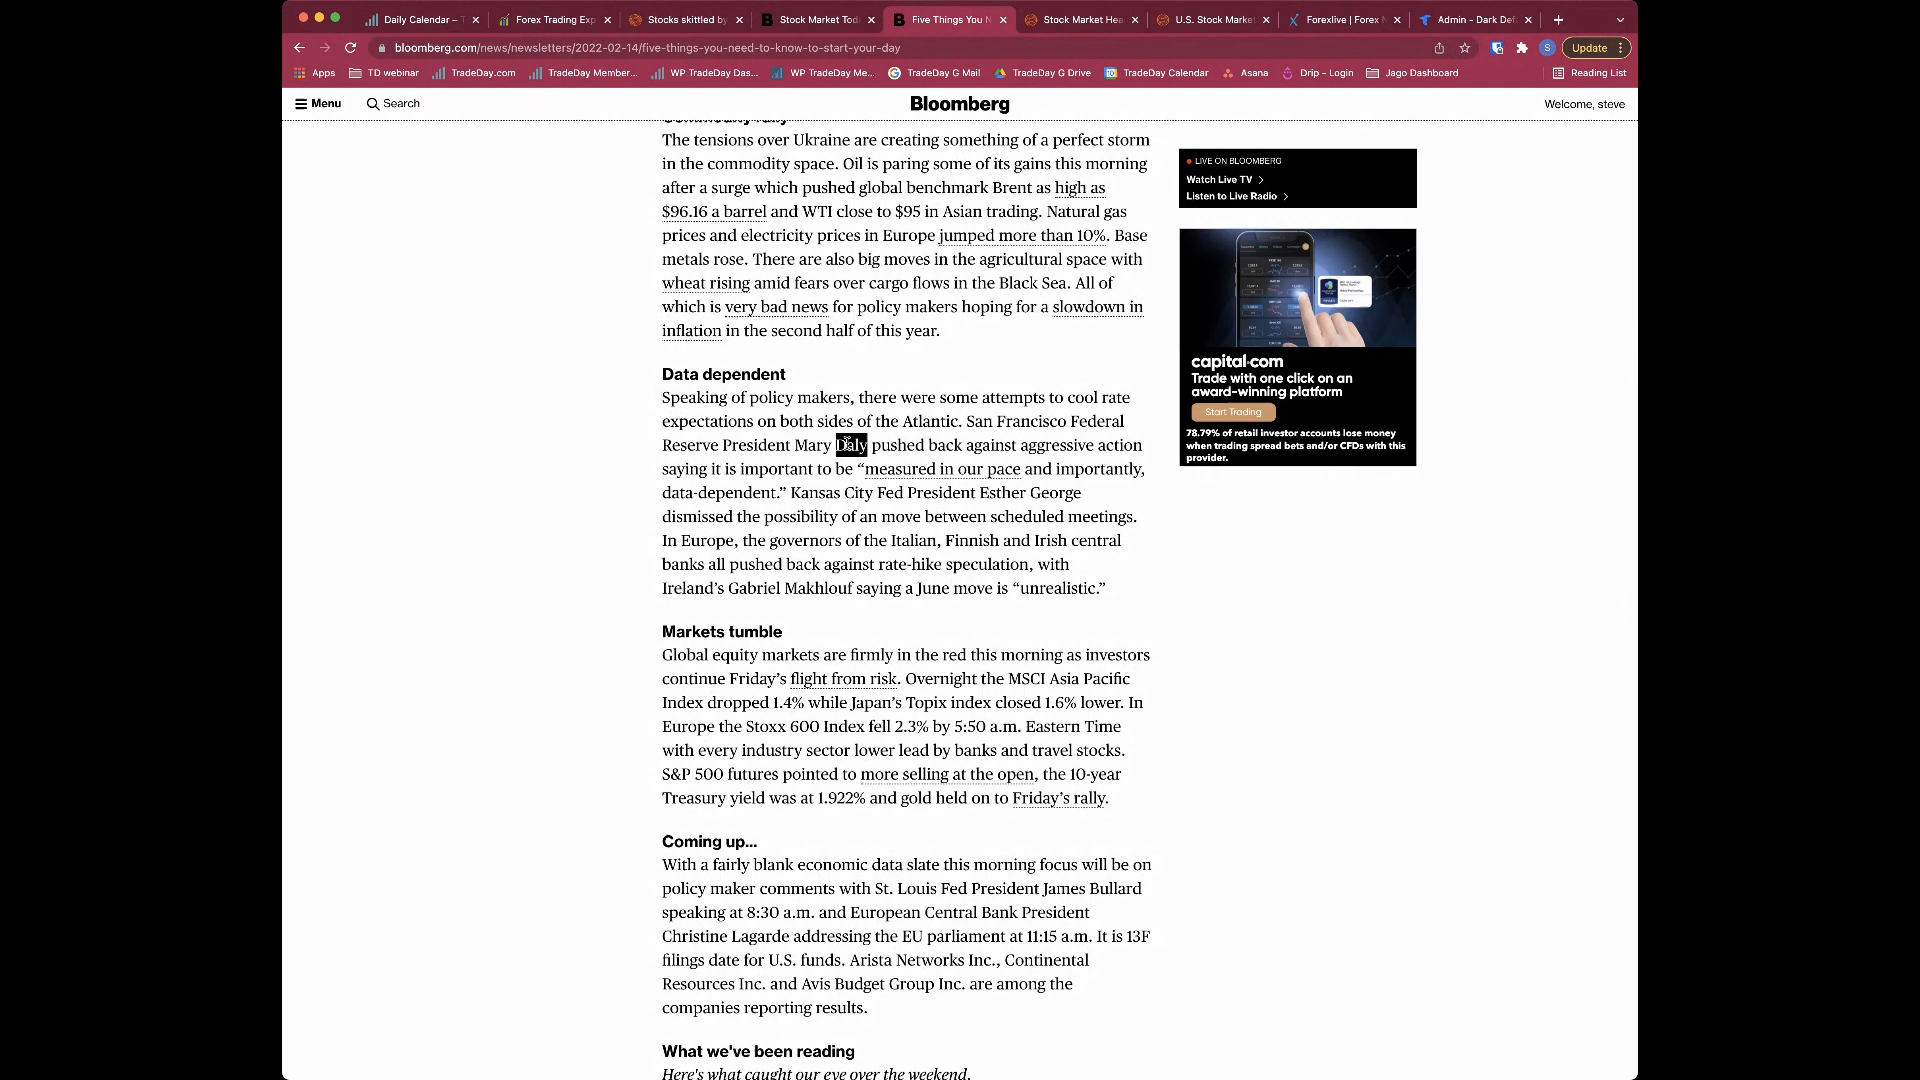 Daily Calendar – T
Forex Trading Exp
Stocks skittled by
Stock Market Tod
Five Things You N
Stock Market Hea
U.S. Stock Market
Forexlive | Forex N
Admin - Dark Def
bloomberg.com/news/newsletters/2022-02-14/five-things-you-need-to-know-to-start-your-day
S
Update
Apps
TD webinar
TradeDay.com
TradeDay Member...
WP TradeDay Das...
WP TradeDay Me...
TradeDay G Mail
TradeDay G Drive
TradeDay Calendar
Asana
Drip – Login
Jago Dashboard
Reading List
Menu
Search
Bloomberg
Welcome, steve
The tensions over Ukraine are creating something of a perfect storm
in the commodity space. Oil is paring some of its gains this morning
after a surge which pushed global benchmark Brent as high as
$96.16 a barrel and WTI close to $95 in Asian trading. Natural gas
prices and electricity prices in Europe jumped more than 10%. Base
metals rose. There are also big moves in the agricultural space with
wheat rising amid fears over cargo flows in the Black Sea. All of
which is very bad news for policy makers hoping for a slowdown in
inflation in the second half of this year.
Data dependent
Speaking of policy makers, there were some attempts to cool rate
expectations on both sides of the Atlantic. San Francisco Federal
Reserve President Mary Daly pushed back against aggressive action
saying it is important to be “measured in our pace and importantly,
data-dependent.” Kansas City Fed President Esther George
dismissed the possibility of an move between scheduled meetings.
In Europe, the governors of the Italian, Finnish and Irish central
banks all pushed back against rate-hike speculation, with
Ireland’s Gabriel Makhlouf saying a June move is “unrealistic.”
Markets tumble
Global equity markets are firmly in the red this morning as investors
continue Friday’s flight from risk. Overnight the MSCI Asia Pacific
Index dropped 1.4% while Japan’s Topix index closed 1.6% lower. In
Europe the Stoxx 600 Index fell 2.3% by 5:50 a.m. Eastern Time
with every industry sector lower lead by banks and travel stocks.
S&P 500 futures pointed to more selling at the open, the 10-year
Treasury yield was at 1.922% and gold held on to Friday’s rally.
Coming up...
With a fairly blank economic data slate this morning focus will be on
policy maker comments with St. Louis Fed President James Bullard
speaking at 8:30 a.m. and European Central Bank President
Christine Lagarde addressing the EU parliament at 11:15 a.m. It is 13F
filings date for U.S. funds. Arista Networks Inc., Continental
Resources Inc. and Avis Budget Group Inc. are among the
companies reporting results.
What we've been reading
Here's what caught our eye over the weekend.
LIVE ON BLOOMBERG
Watch Live TV
Listen to Live Radio
capital.com
Trade with one click on an
award-winning platform
Start Trading
78.79% of retail investor accounts lose money
when trading spread bets and/or CFDs with this
provider.